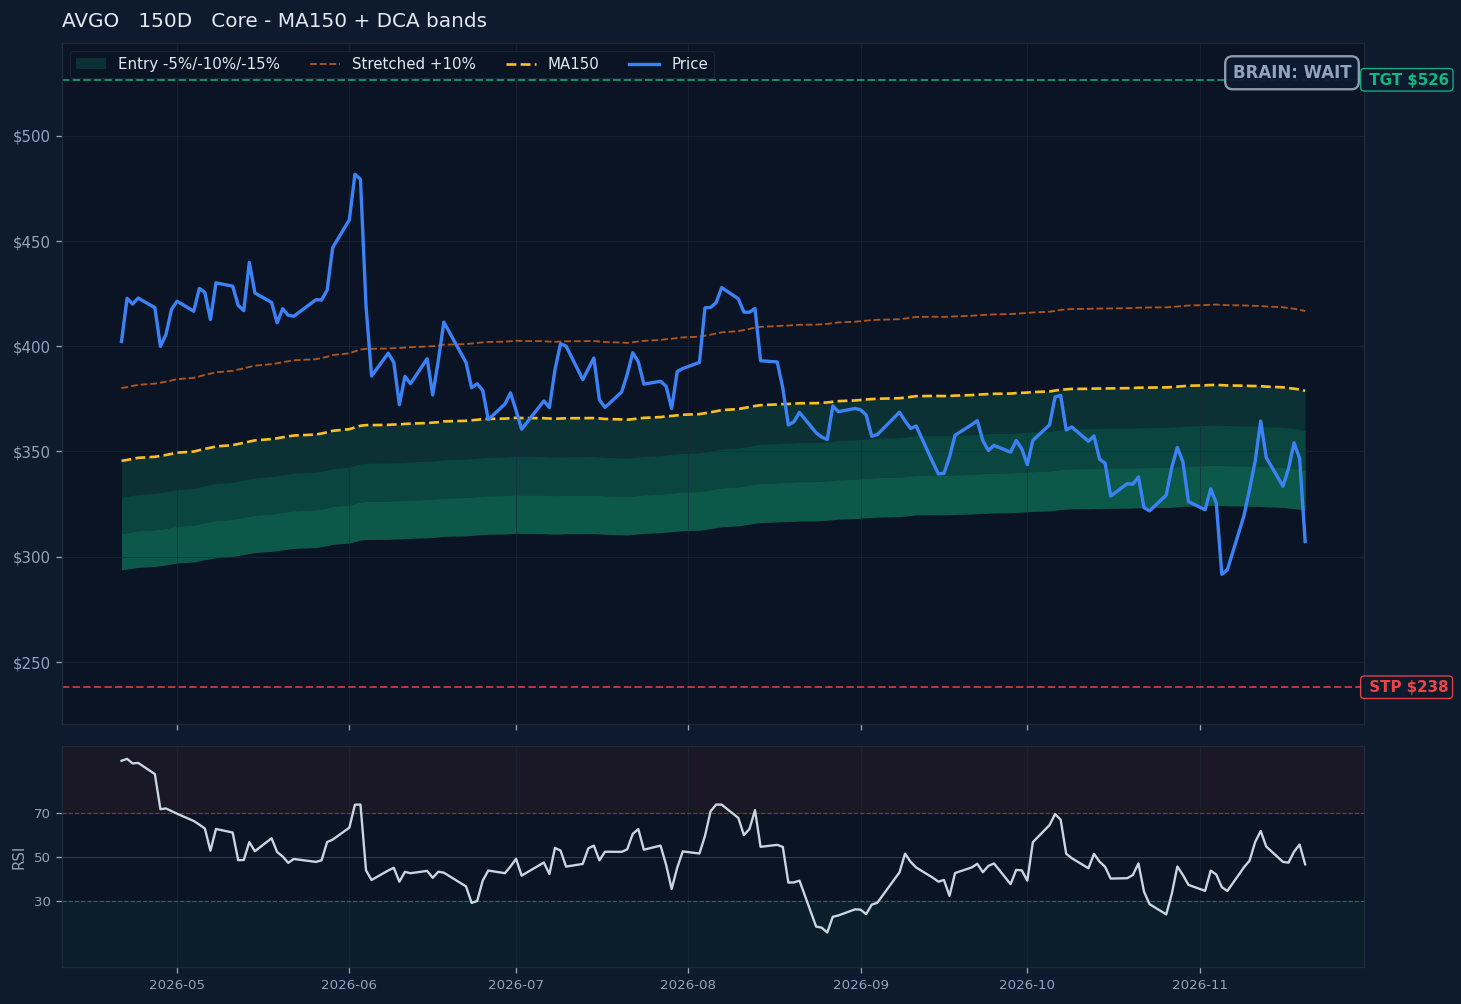 AVGO   150D   Core - MA150 + DCA bands
Entry -5%/-10%/-15%   Stretched +10%   MA150   Price
BRAIN: WAIT
TGT $526
$500
$450
$400
$350
$300
$250
STP $238
RSI
70
50
30
2026-05   2026-06   2026-07   2026-08   2026-09   2026-10   2026-11